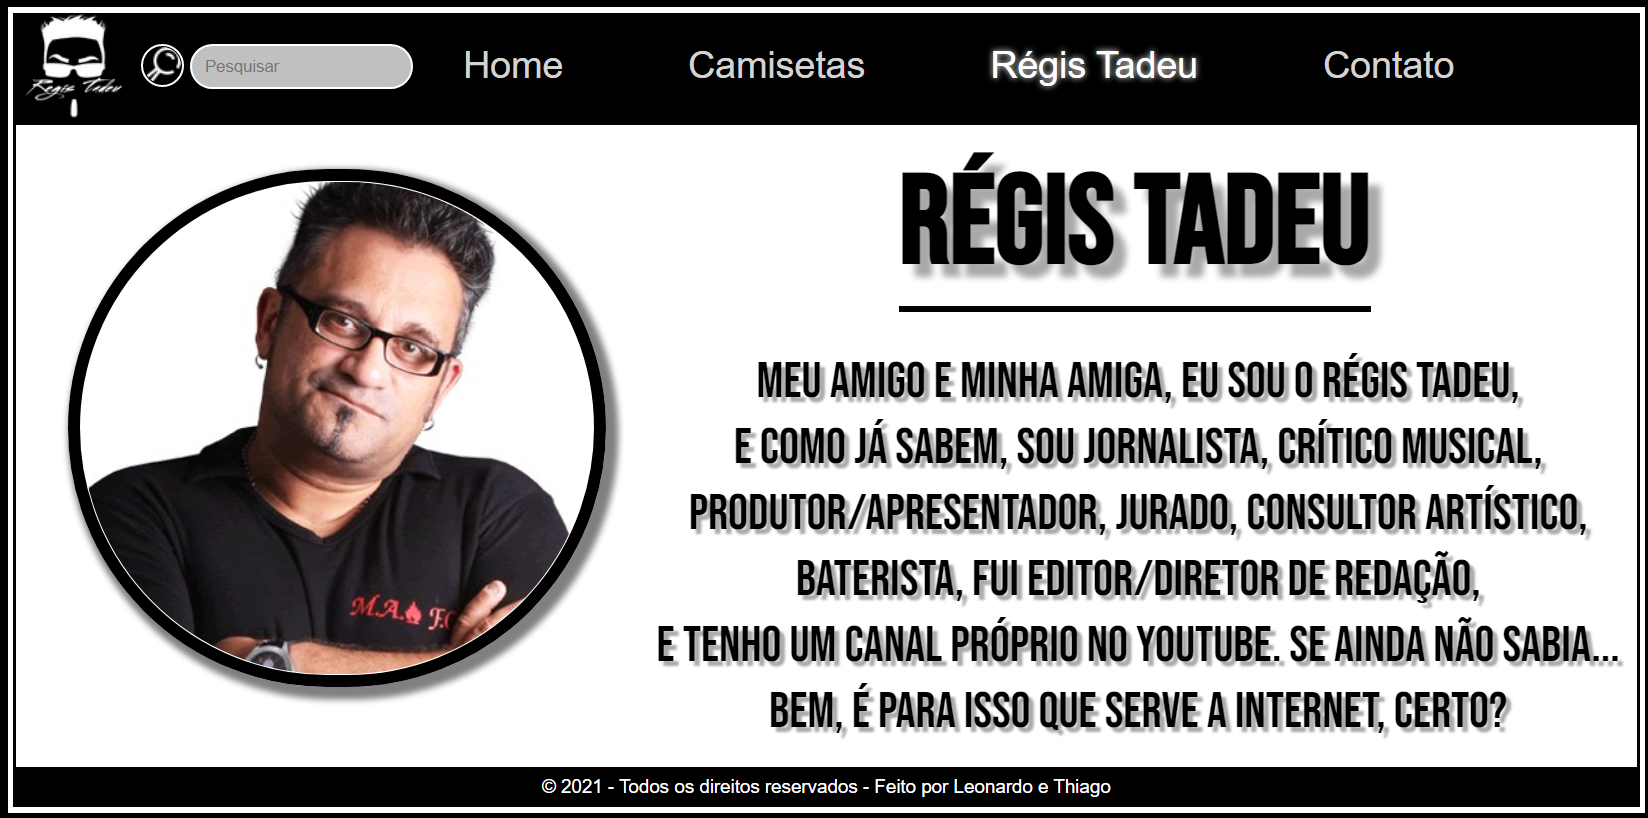 Regis Tadeu
Pesquisar
Home
Camisetas
Régis Tadeu
Contato
RÉGIS TADEU
MEU AMIGO E MINHA AMIGA, EU SOU O RÉGIS TADEU,
E COMO JÁ SABEM, SOU JORNALISTA, CRÍTICO MUSICAL,
PRODUTOR/APRESENTADOR, JURADO, CONSULTOR ARTÍSTICO,
BATERISTA, FUI EDITOR/DIRETOR DE REDAÇÃO,
E TENHO UM CANAL PRÓPRIO NO YOUTUBE. SE AINDA NÃO SABIA...
BEM, É PARA ISSO QUE SERVE A INTERNET, CERTO?
M.A. F.
© 2021 - Todos os direitos reservados - Feito por Leonardo e Thiago